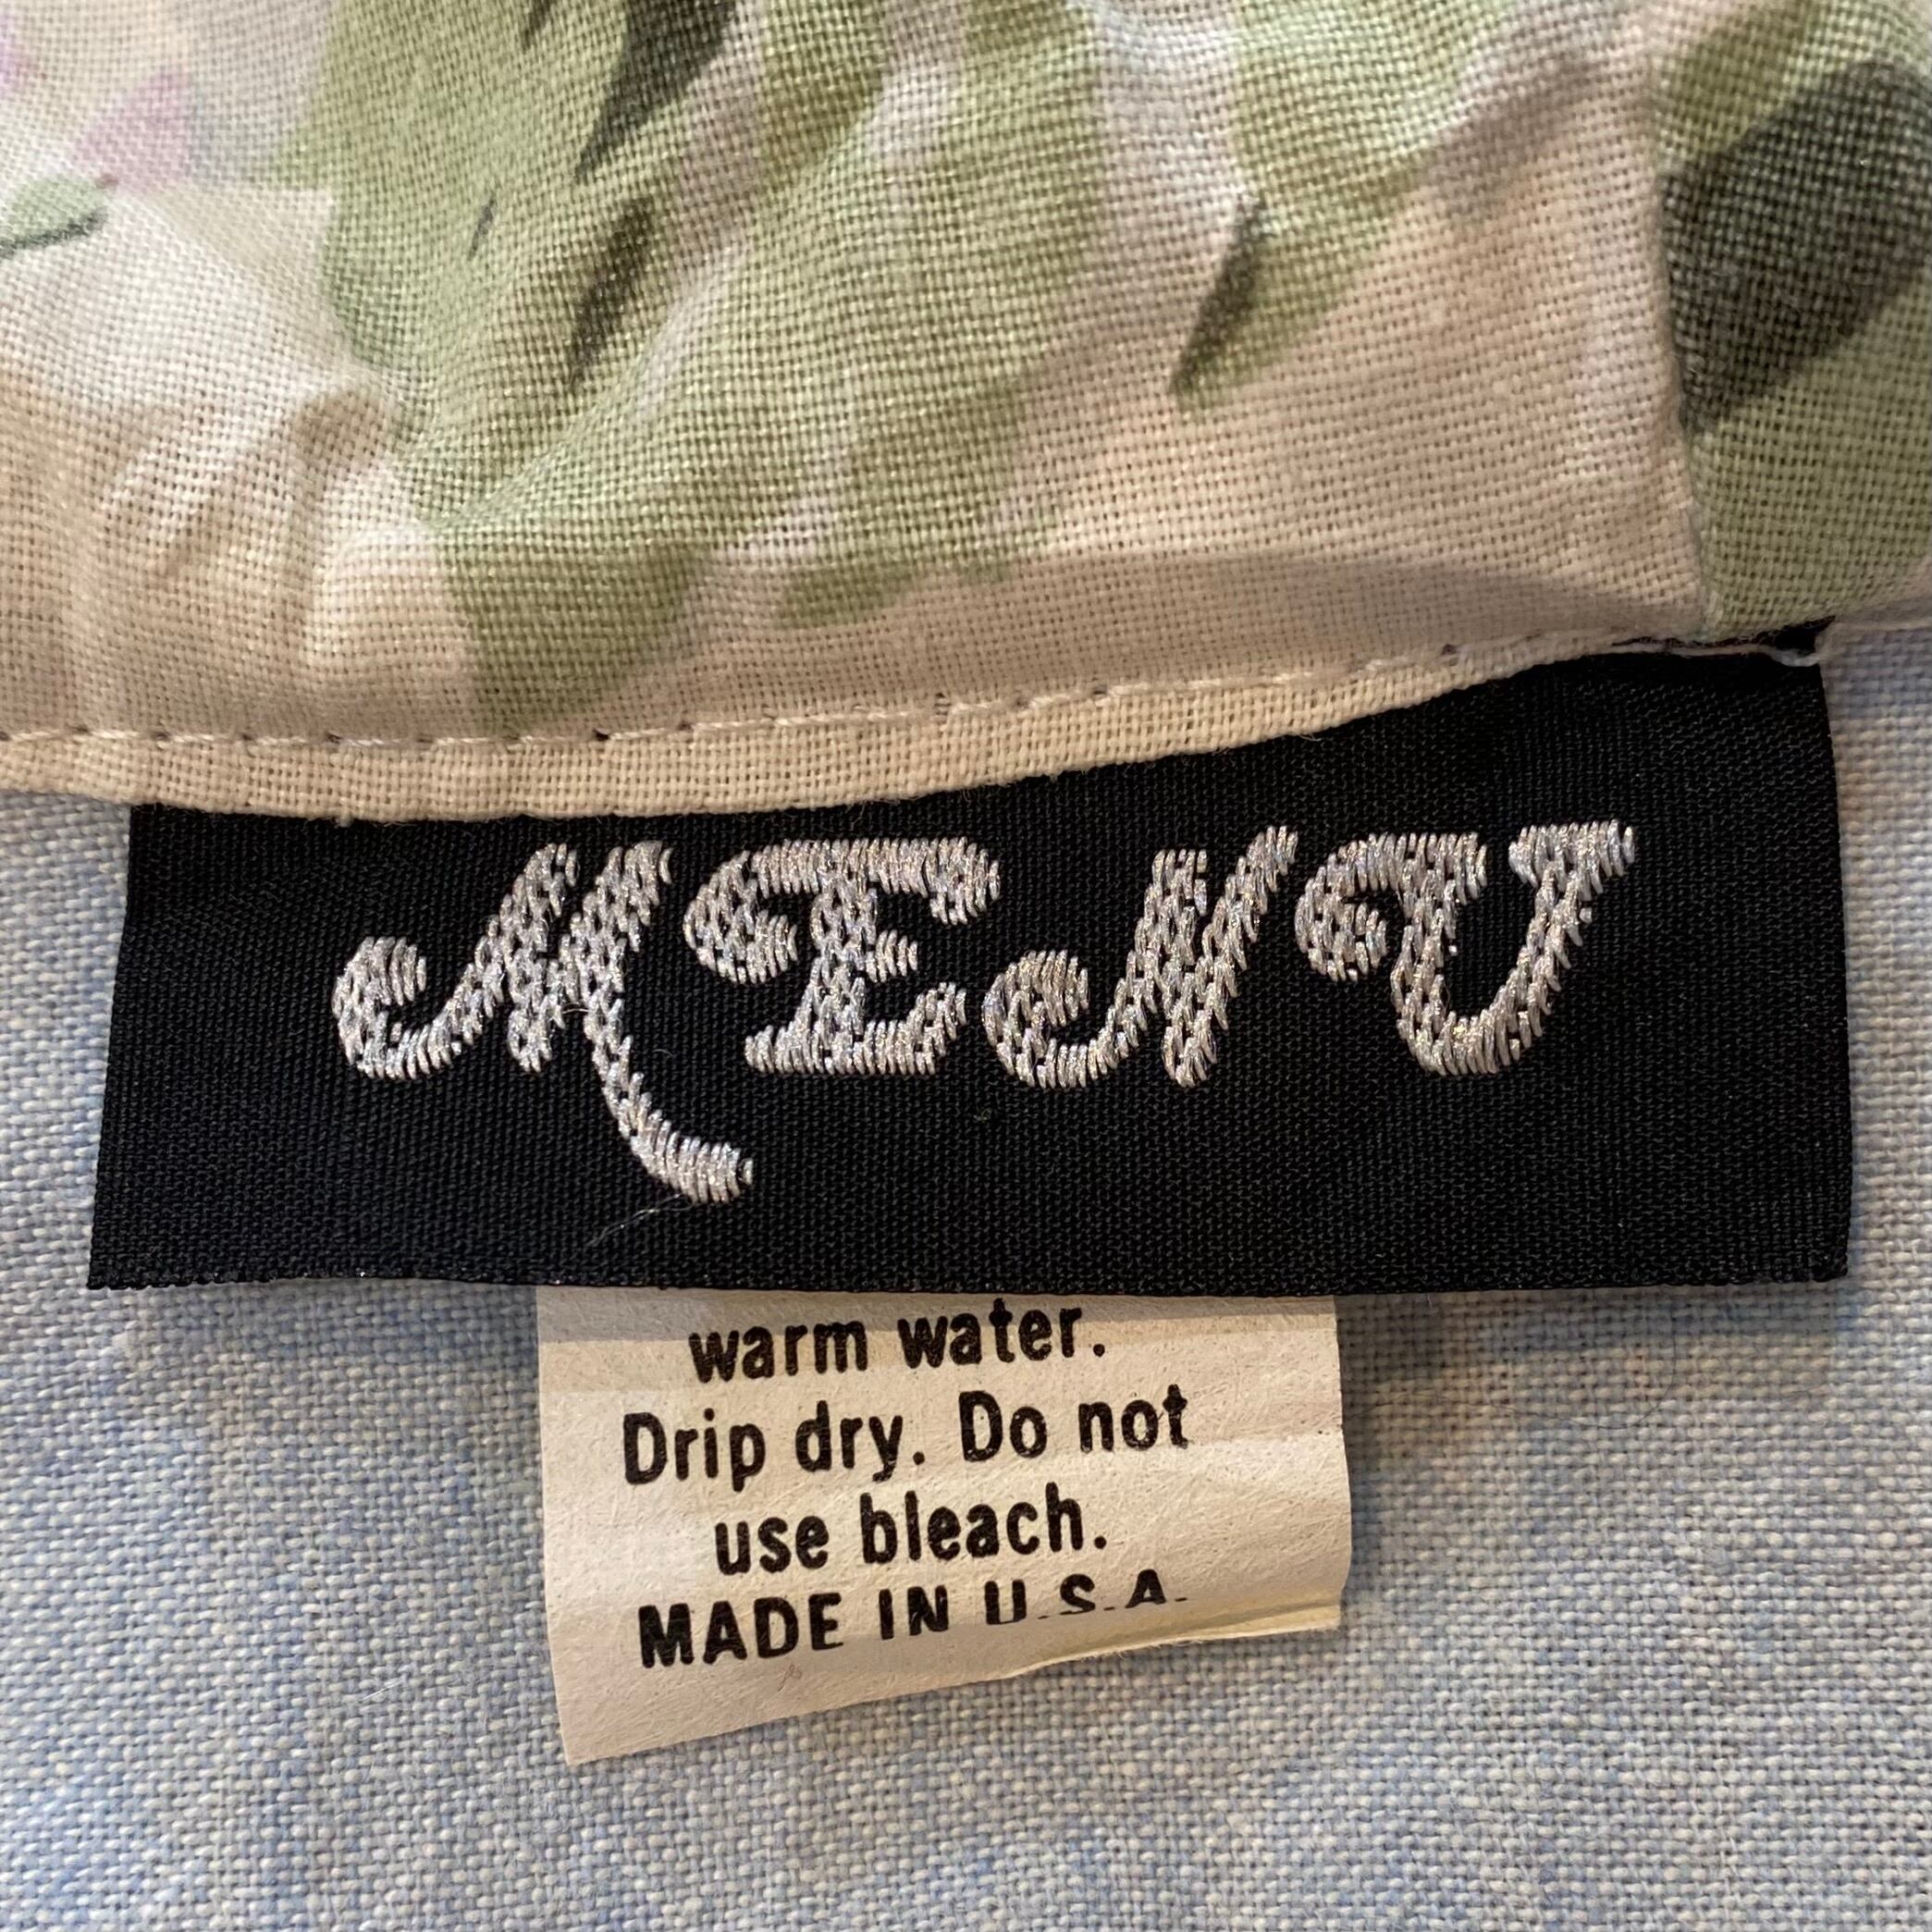 MENU
warm water.
Drip dry. Do not
use bleach.
MADE IN U.S.A.